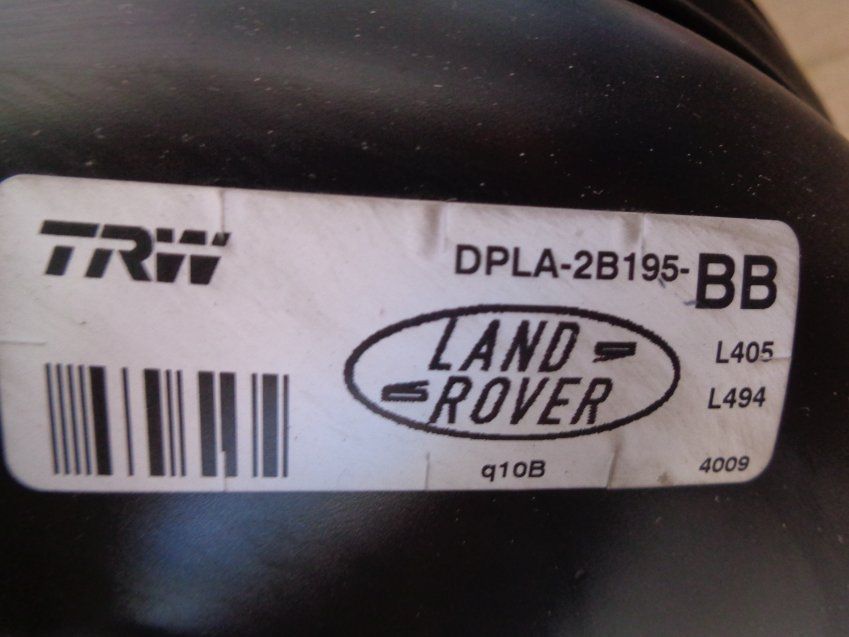 TRW
DPLA-2B195-BB
LAND
ROVER
L405
L494
q10B
4009